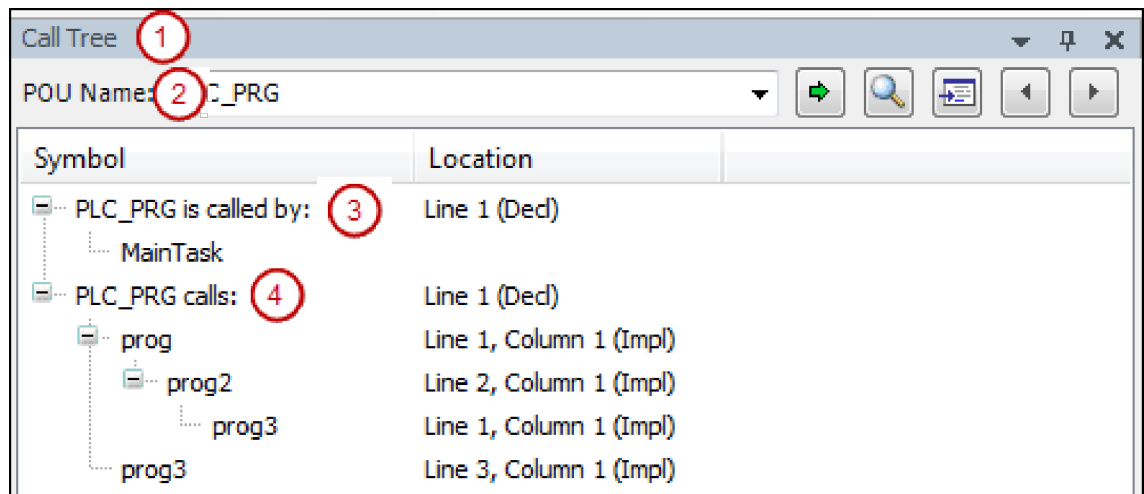 Call Tree 1
POU Name: 2 C_PRG
Symbol Location
PLC_PRG is called by: 3 Line 1 (Decl)
MainTask
PLC_PRG calls: 4 Line 1 (Decl)
prog Line 1, Column 1 (Impl)
prog2 Line 2, Column 1 (Impl)
prog3 Line 1, Column 1 (Impl)
prog3 Line 3, Column 1 (Impl)